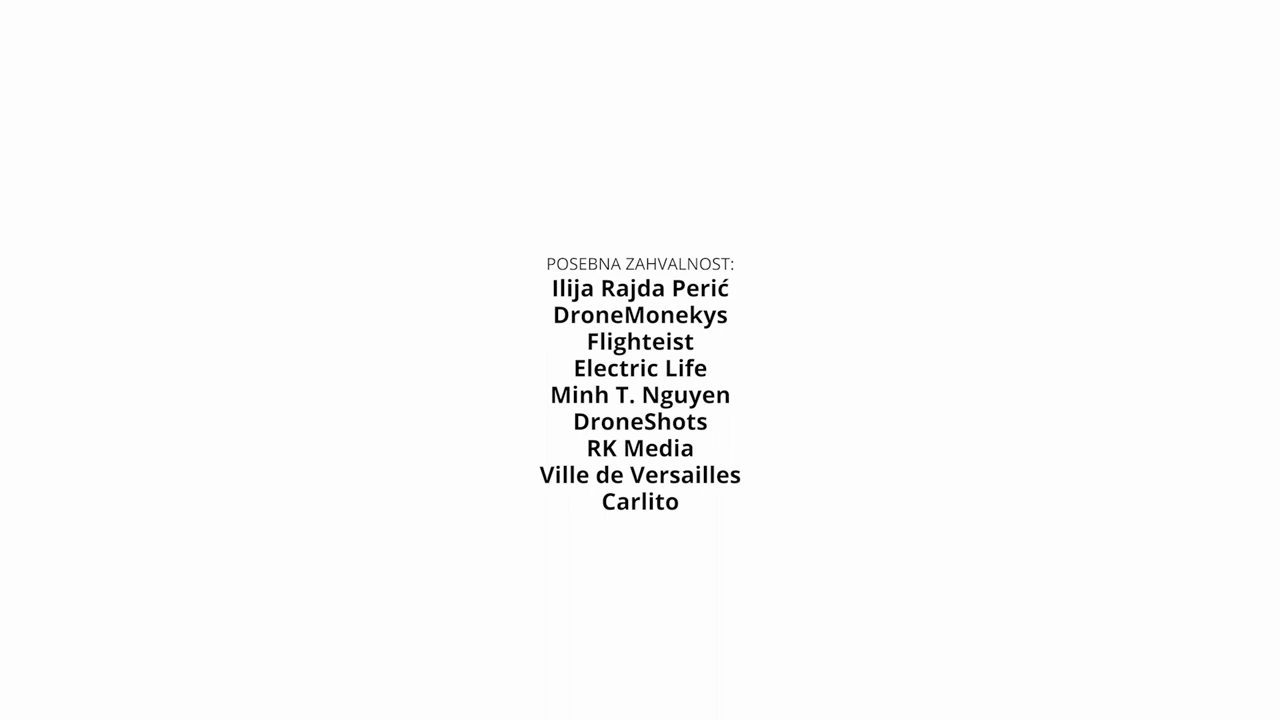 POSEBNA ZAHVALNOST:
Ilija Rajda Perić
DroneMonekys
Flighteist
Electric Life
Minh T. Nguyen
DroneShots
RK Media
Ville de Versailles
Carlito